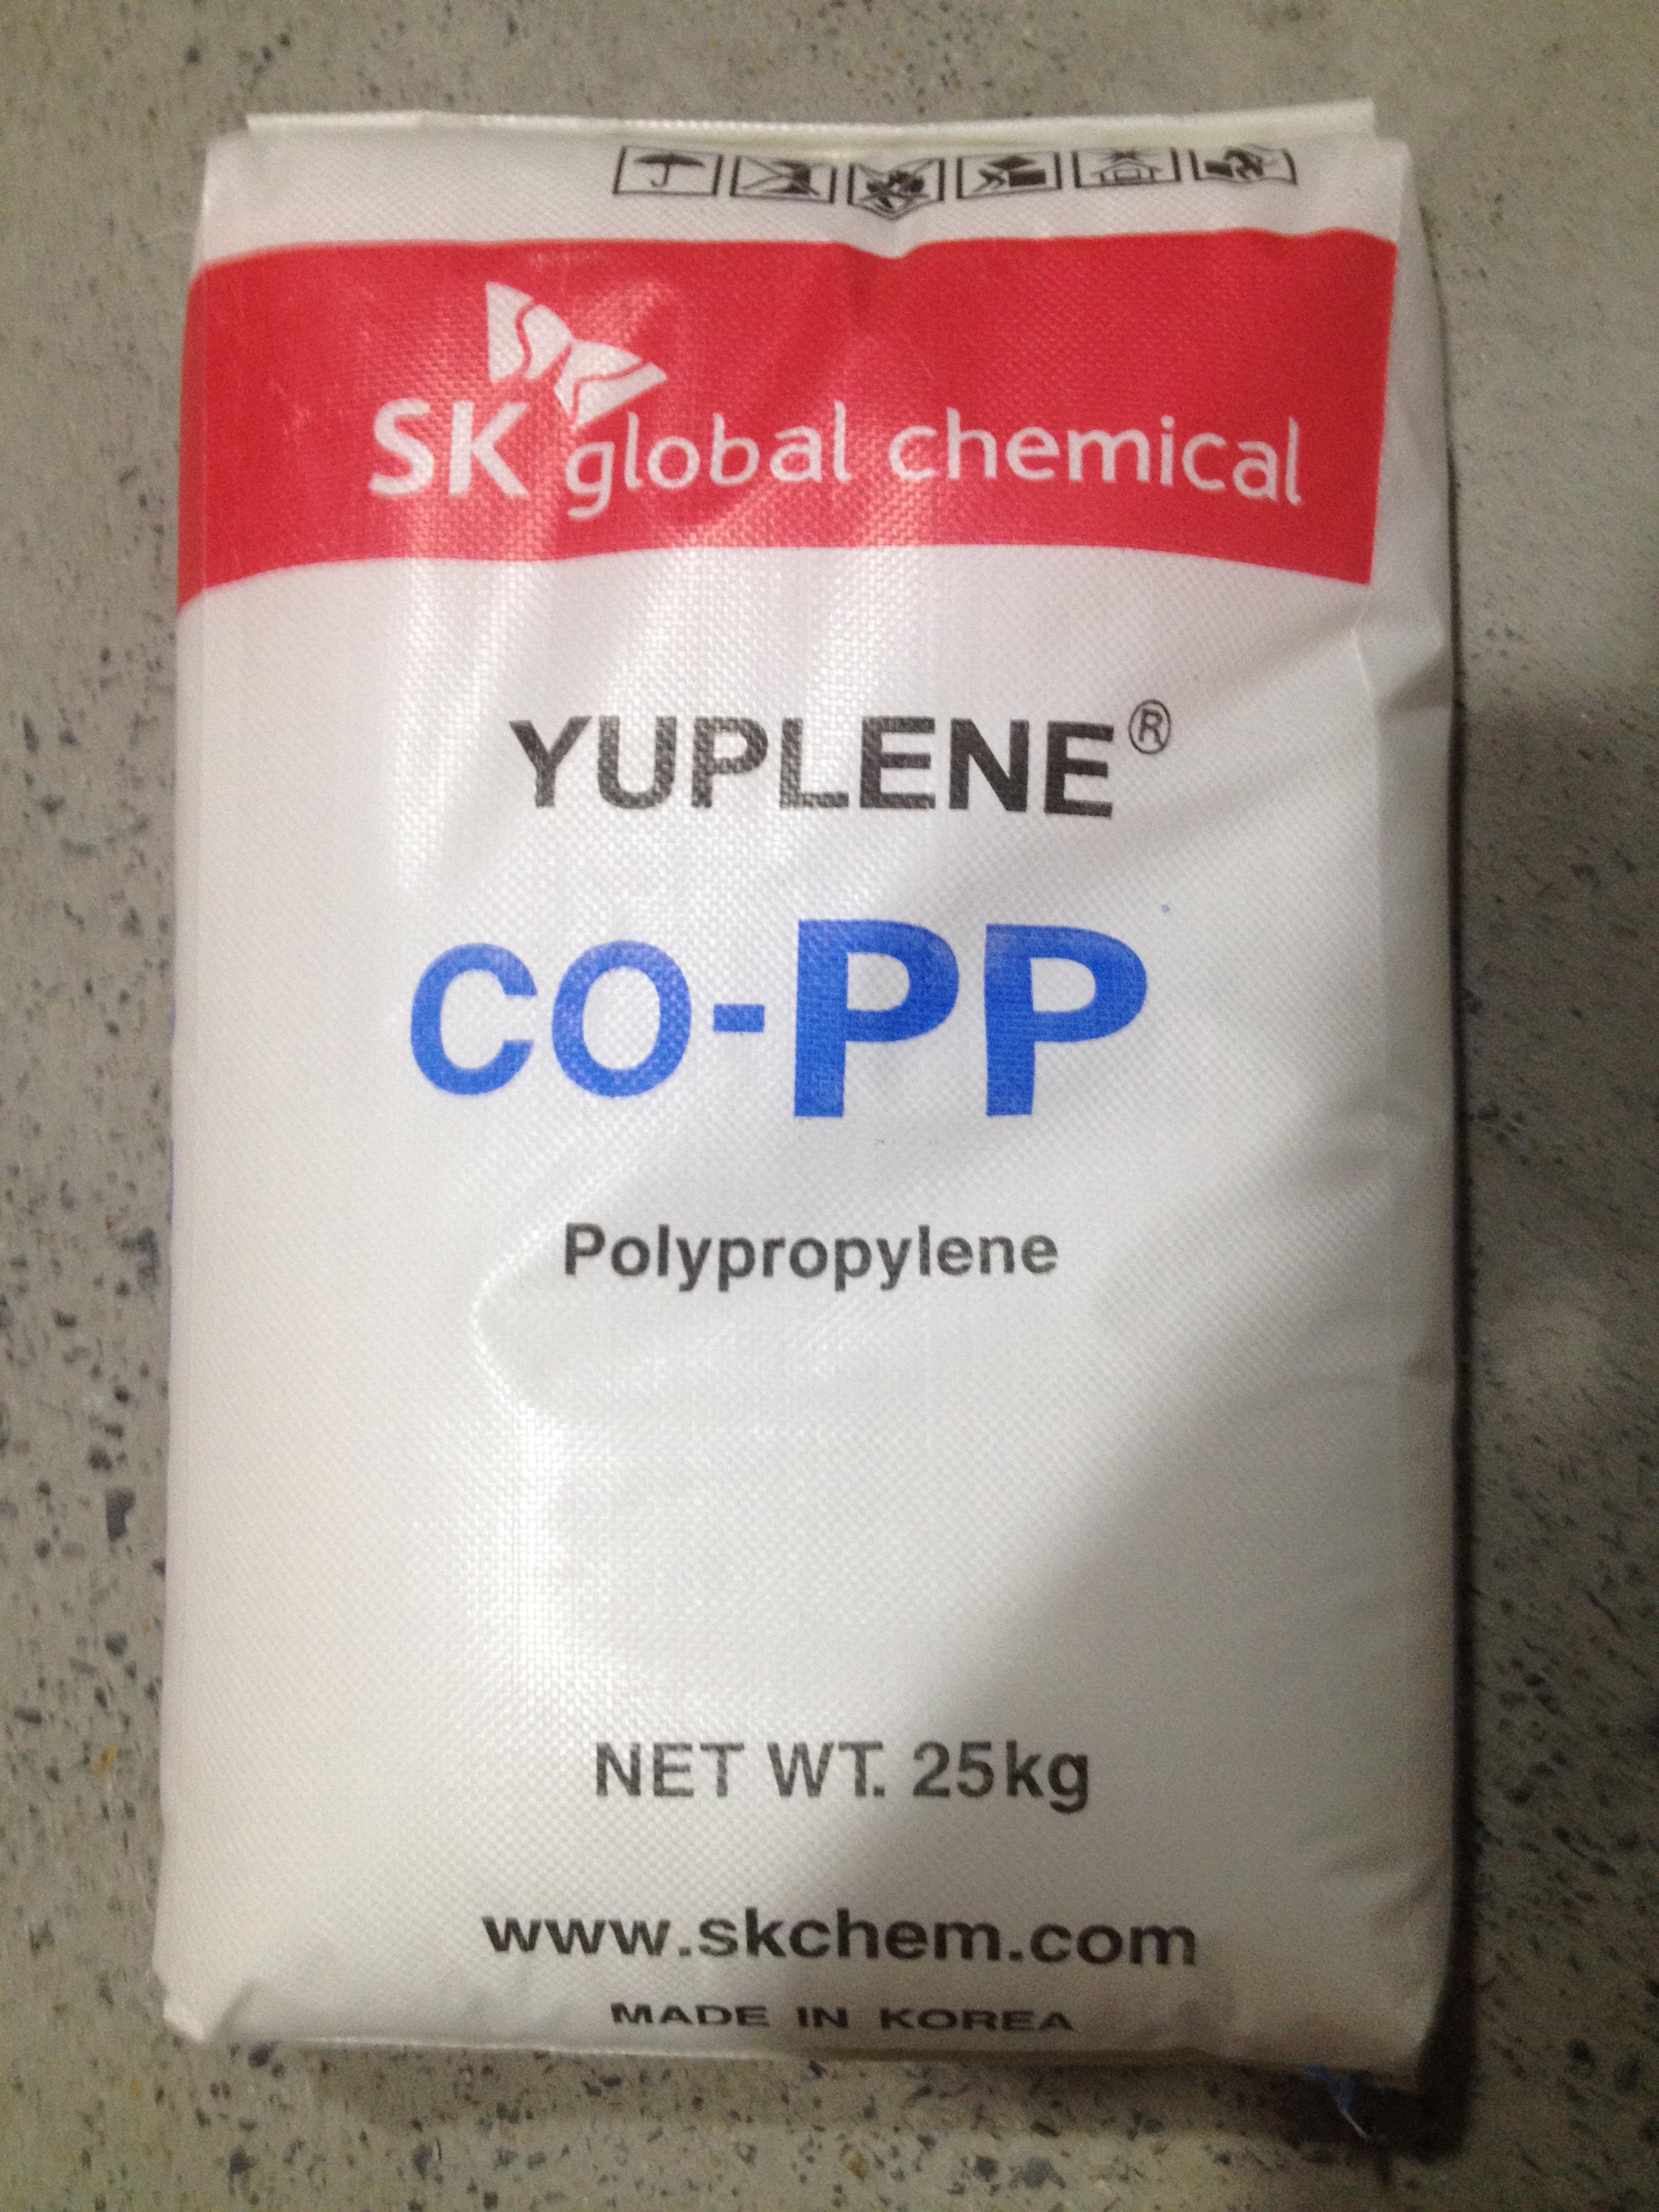 SK global chemical
YUPLENE®
CO-PP
Polypropylene
NET WT. 25kg
www.skchem.com
MADE IN KOREA